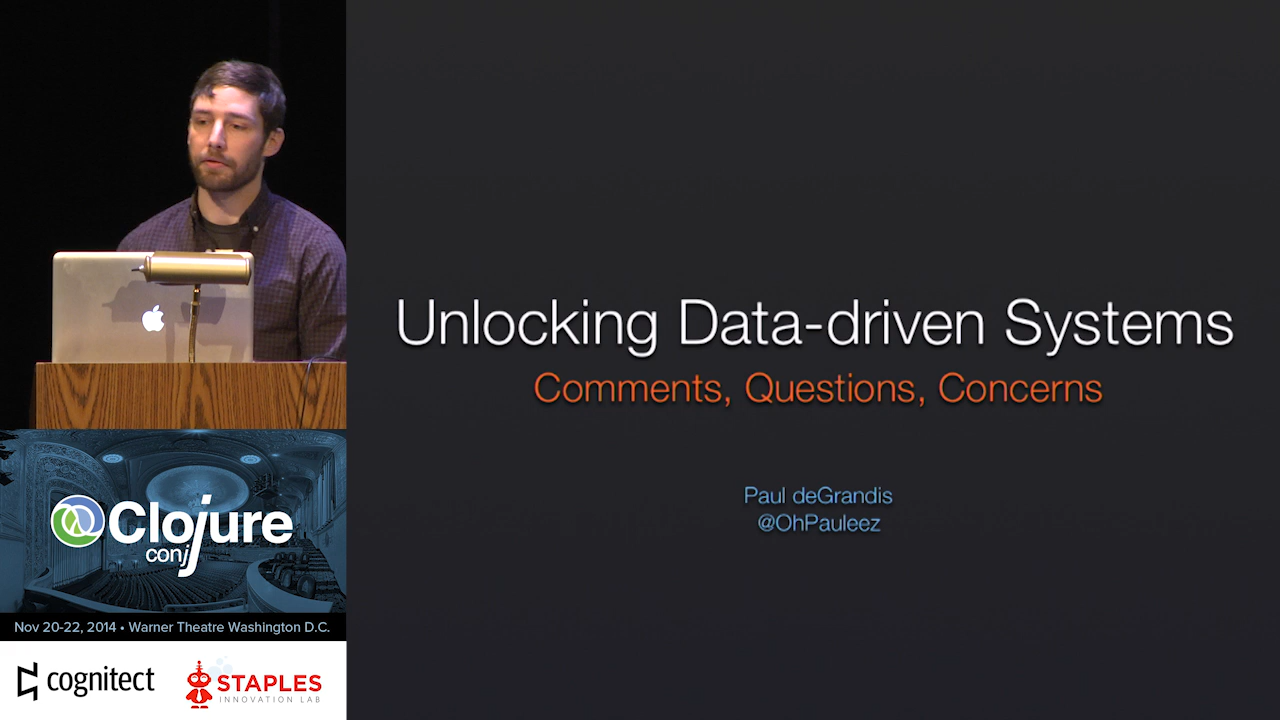 Unlocking Data-driven Systems
Comments, Questions, Concerns
Paul deGrandis
@OhPauleez
Clojure
conj
Nov 20-22, 2014 • Warner Theatre Washington D.C.
cognitect
STAPLES
INNOVATION LAB